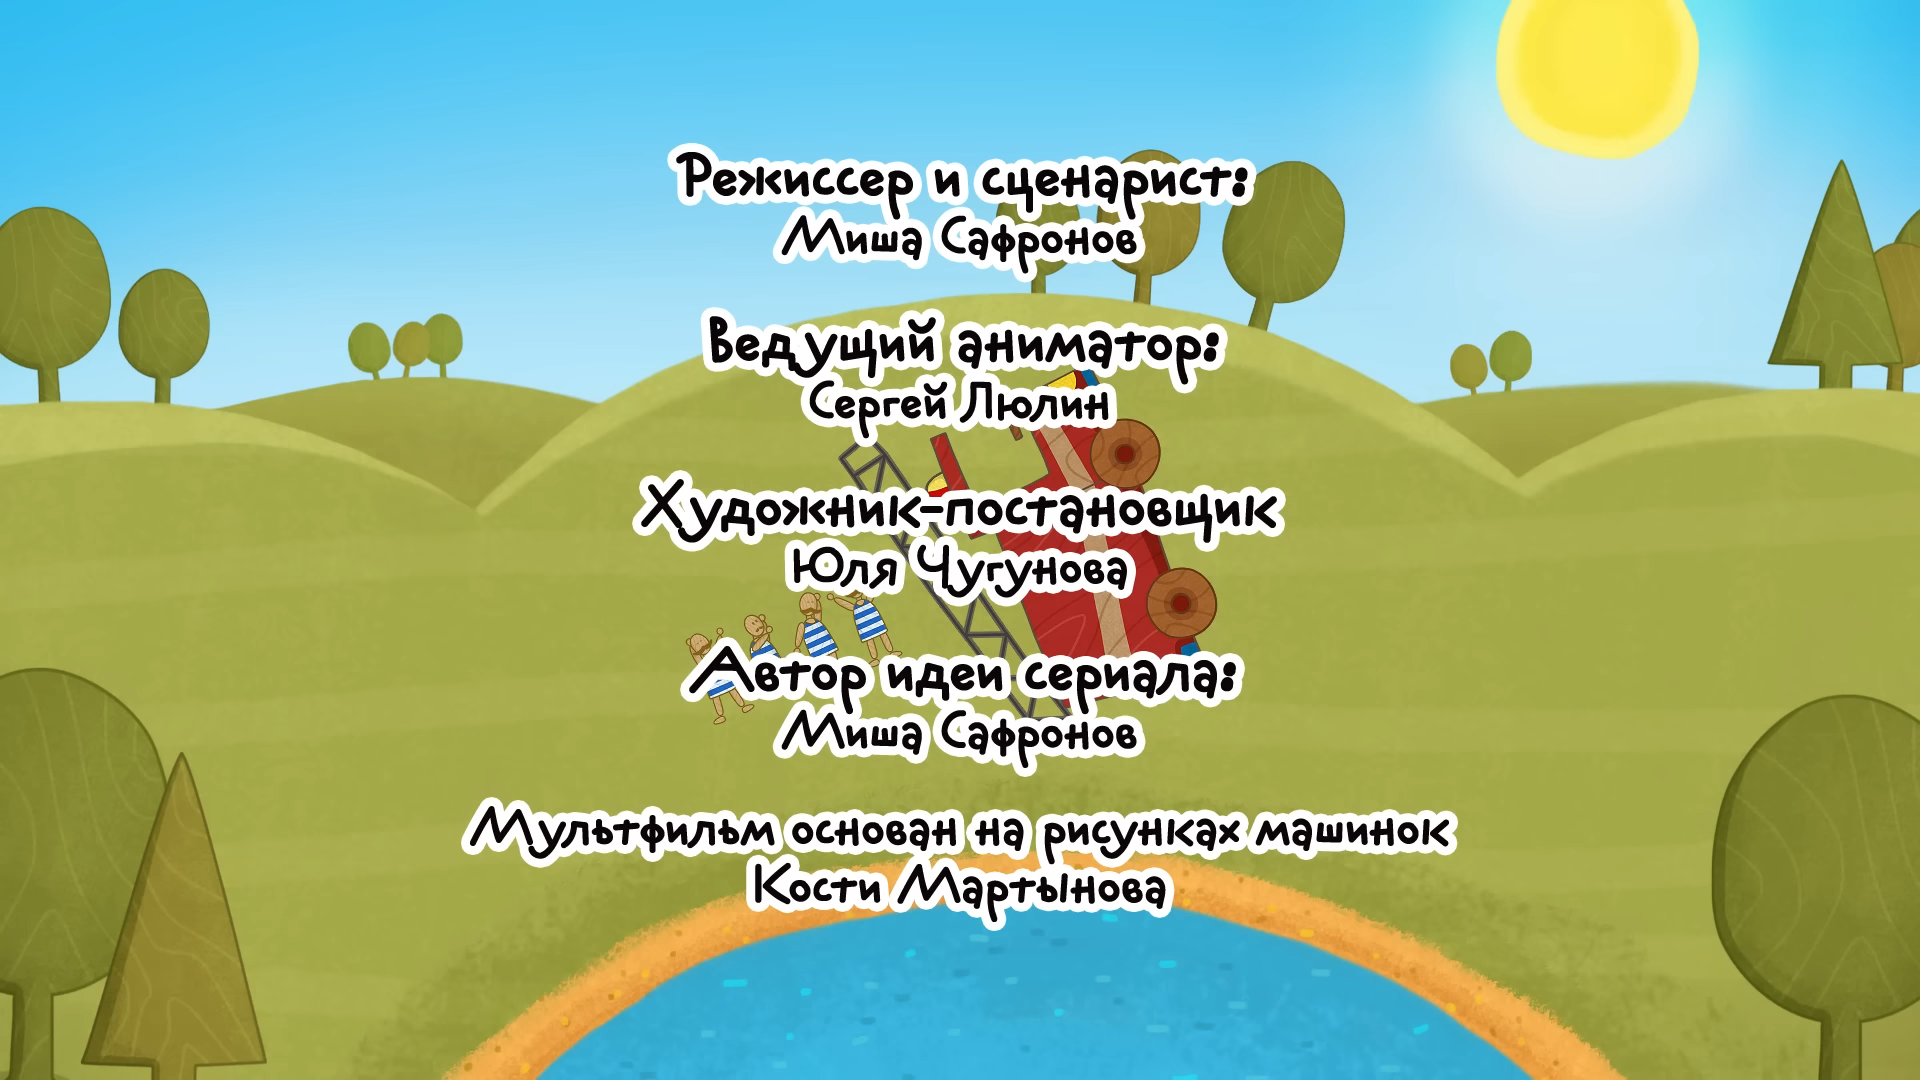 Режиссер и сценарист:
Миша Сафронов
Ведущий аниматор:
Сергей Люлин
Художник-постановщик
Юля Чугунова
Автор идеи сериала:
Миша Сафронов
Мультфильм основан на рисунках машинок
Кости Мартынова